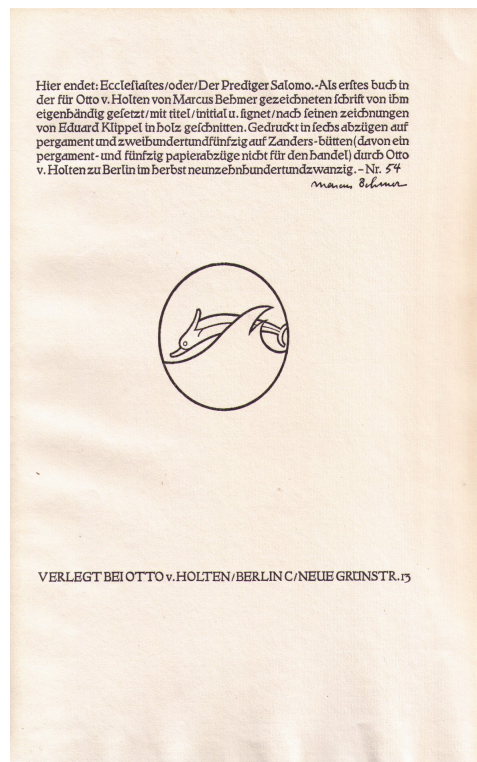 Hier endet: Eccleſiaſtes/oder/Der Prediger Salomo.-Als erſtes buch in
der für Otto v. Holten von Marcus Behmer gezeichneten ſchrift von ihm
eigenhändig geſetzt/mit titel/initial u. ſignet/nach ſeinen zeichnungen
von Eduard Klippel in holz geſchnitten. Gedruckt in ſechs abzügen auf
pergament und zweihundertundfünfzig auf Zanders-bütten (davon ein
pergament- und fünfzig papierabzüge nicht für den handel) durch Otto
v. Holten zu Berlin im herbst neunzehnhundertundzwanzig. – Nr. 54
Marcus Behmer
VERLEGT BEI OTTO v. HOLTEN/BERLIN C/NEUE GRÜNSTR. 13